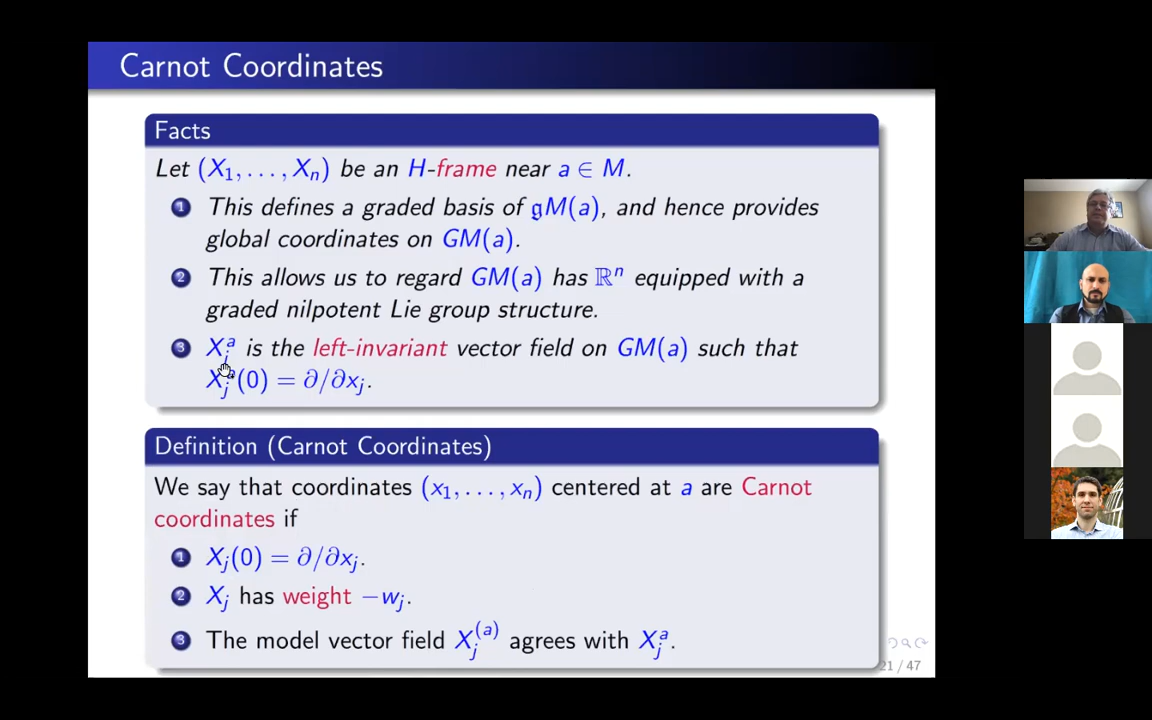 Carnot Coordinates
Facts
Let (X₁, . . . , Xₙ) be an H-frame near a ∈ M.
1 This defines a graded basis of 𝔤M(a), and hence provides
global coordinates on GM(a).
2 This allows us to regard GM(a) has ℝⁿ equipped with a
graded nilpotent Lie group structure.
3 Xⱼᵃ is the left-invariant vector field on GM(a) such that
Xⱼᵃ(0) = ∂/∂xⱼ.
Definition (Carnot Coordinates)
We say that coordinates (x₁, . . . , xₙ) centered at a are Carnot
coordinates if
1 Xⱼ(0) = ∂/∂xⱼ.
2 Xⱼ has weight −wⱼ.
3 The model vector field Xⱼ⁽ᵃ⁾ agrees with Xⱼᵃ.
21 / 47